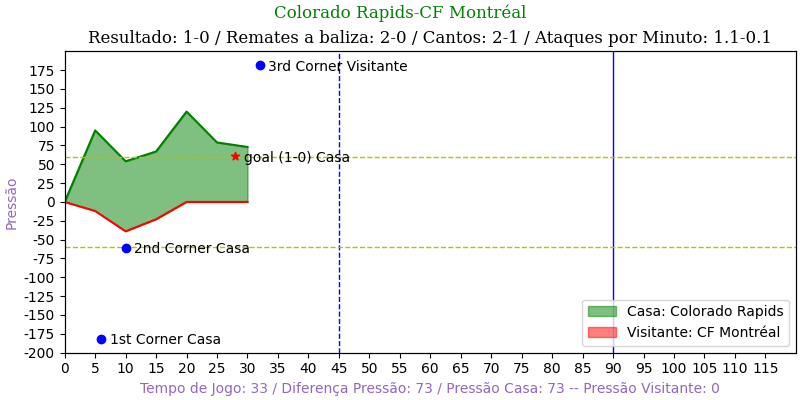 Colorado Rapids-CF Montréal
Resultado: 1-0 / Remates a baliza: 2-0 / Cantos: 2-1 / Ataques por Minuto: 1.1-0.1
Pressão
175
150
125
100
75
50
25
0
-25
-50
-75
-100
-125
-150
-175
-200
3rd Corner Visitante
goal (1-0) Casa
2nd Corner Casa
1st Corner Casa
Casa: Colorado Rapids
Visitante: CF Montréal
0 5 10 15 20 25 30 35 40 45 50 55 60 65 70 75 80 85 90 95 100 105 110 115
Tempo de Jogo: 33 / Diferença Pressão: 73 / Pressão Casa: 73 -- Pressão Visitante: 0